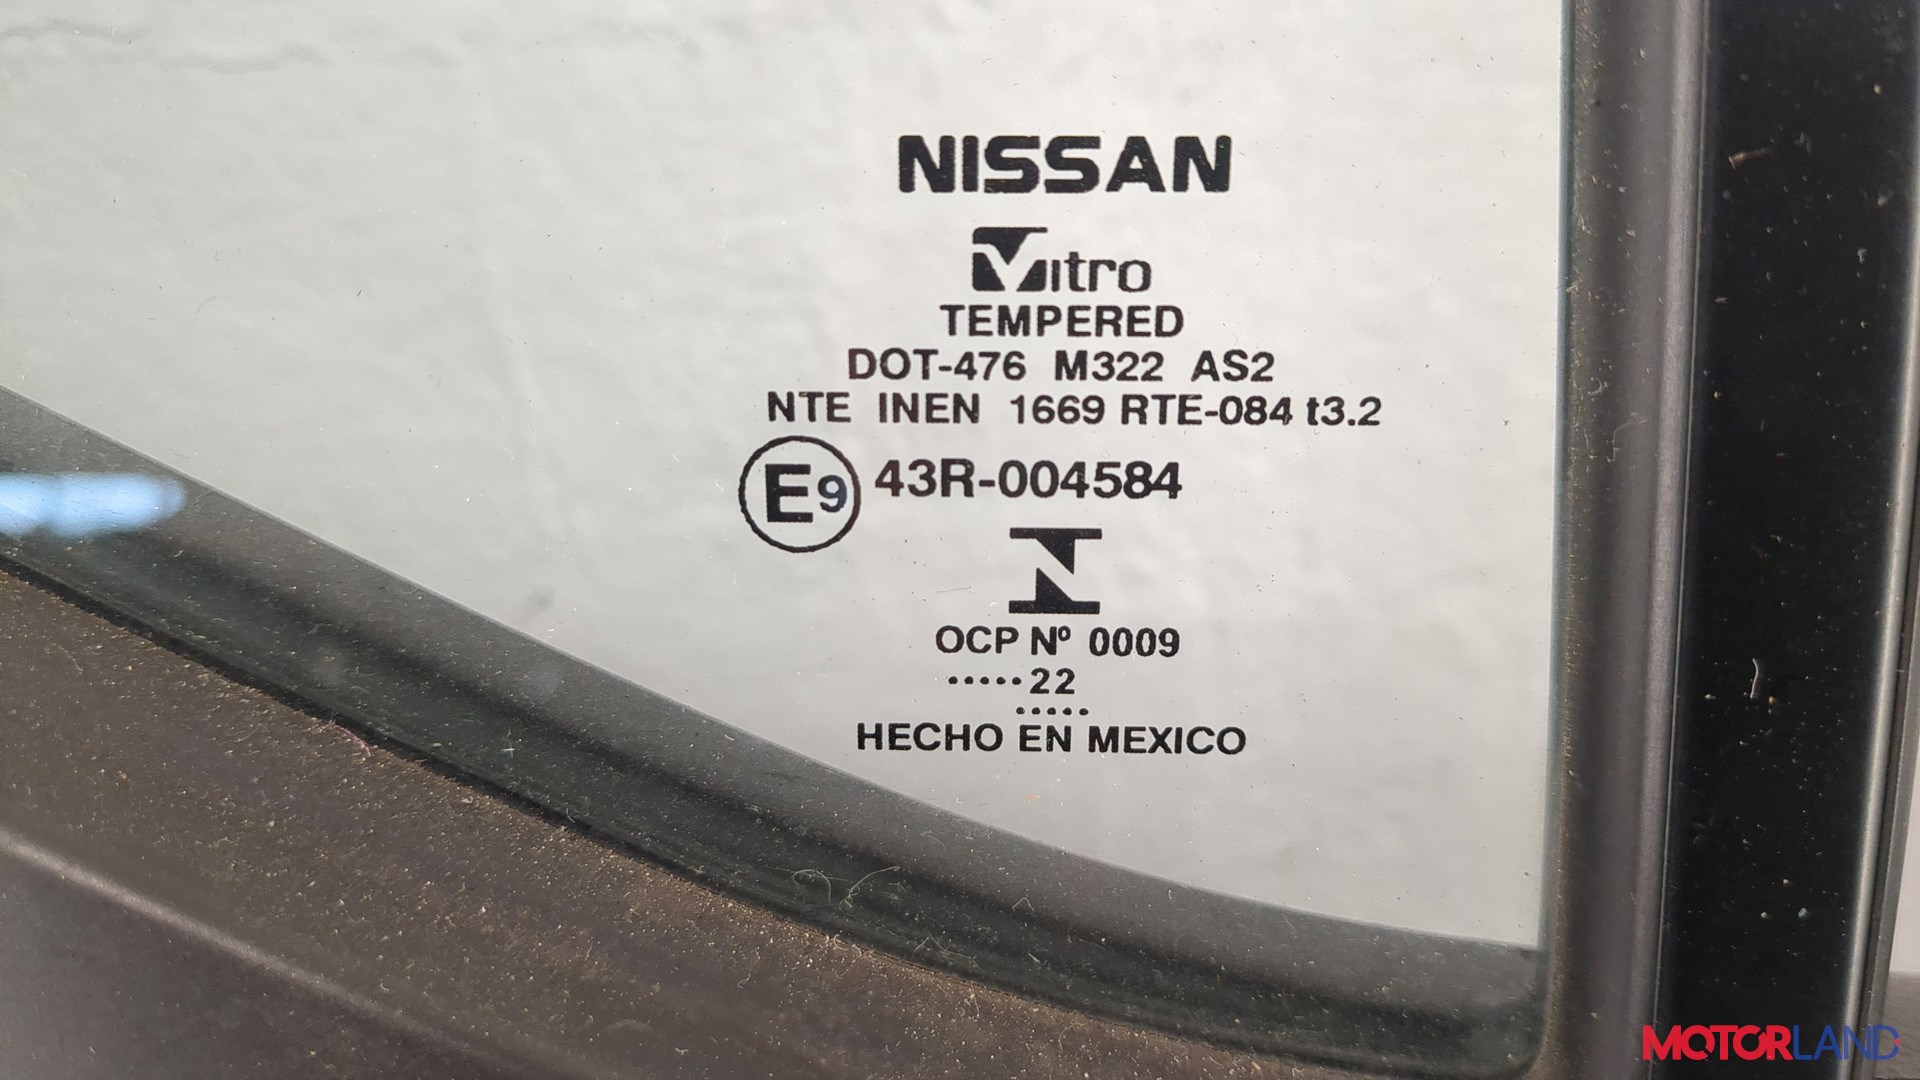 NISSAN
Vitro
TEMPERED
DOT-476 M322 AS2
NTE INEN 1669 RTE-084 t3.2
E9 43R-004584
N
OCP Nº 0009
.....22
.....
HECHO EN MEXICO
MOTORLAND